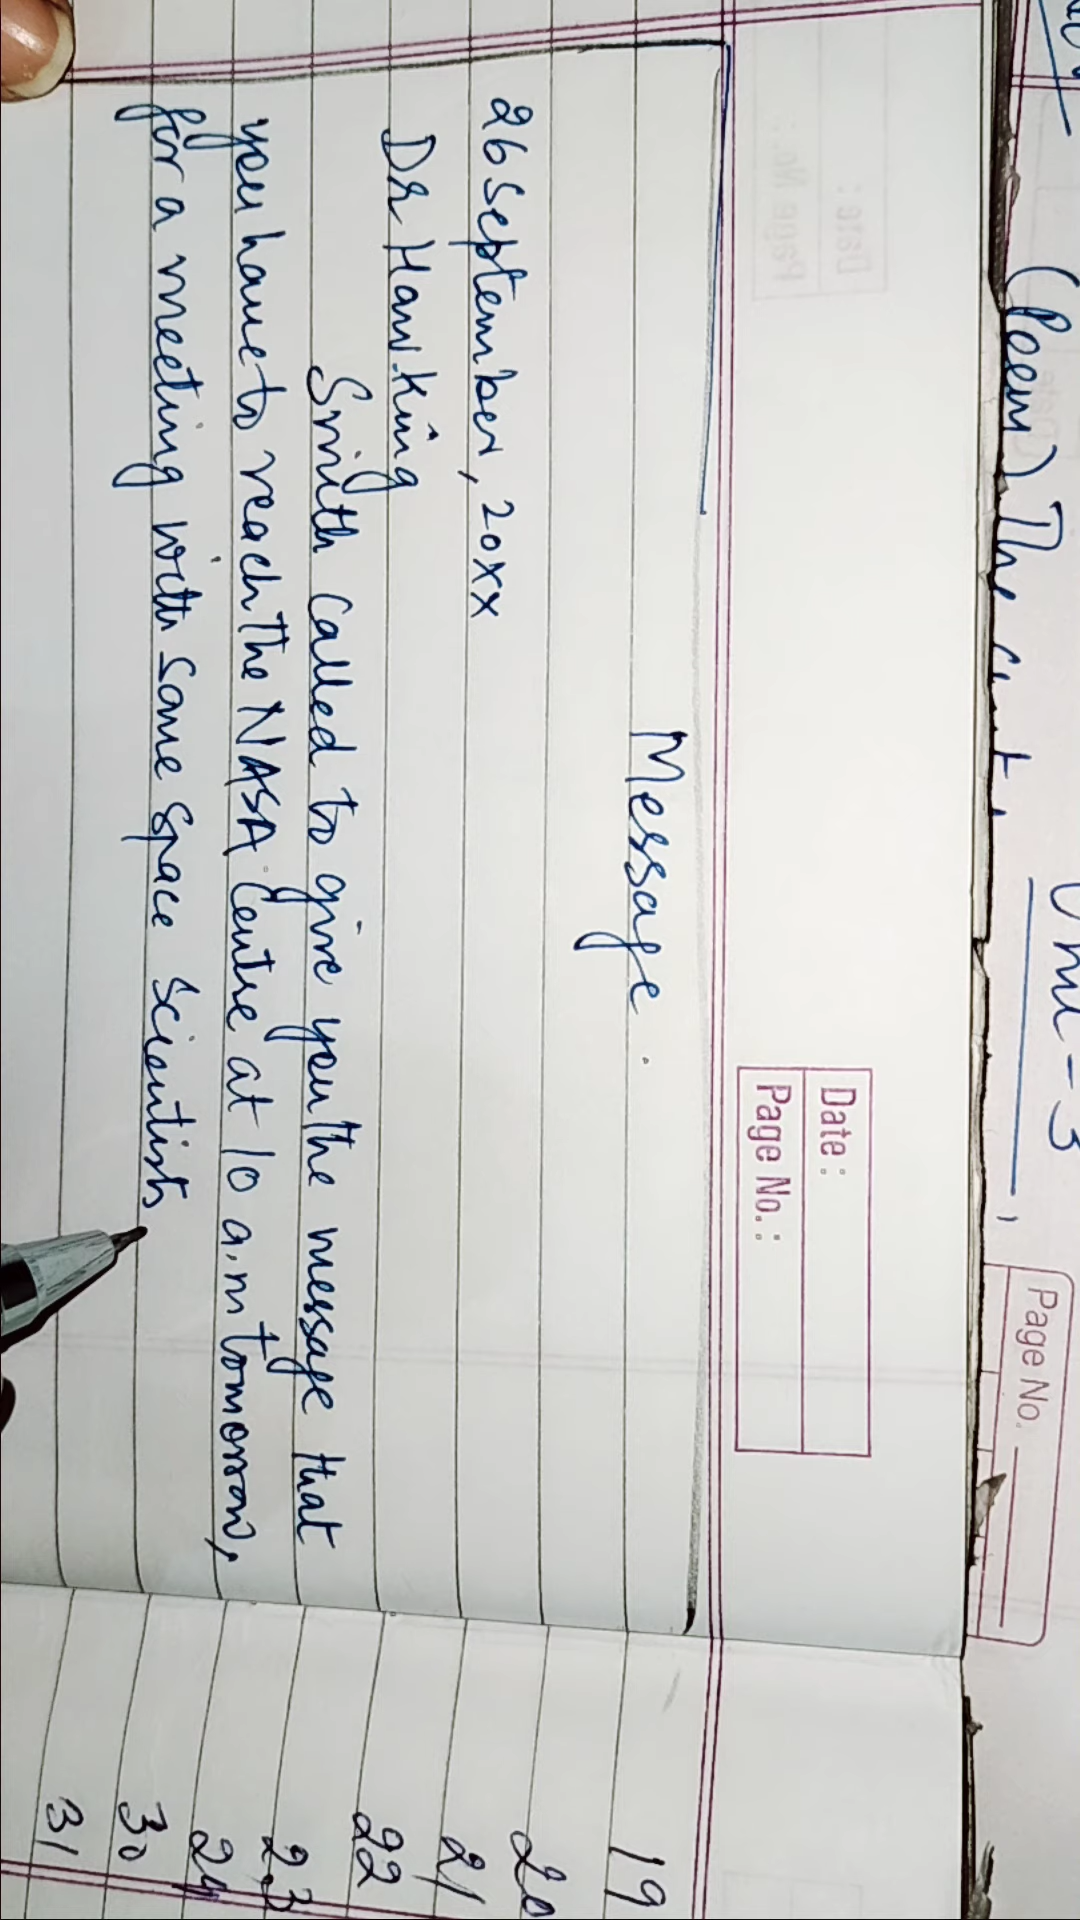 Unit - 3
(Poem) The
Page No.
Date :
Page No. :
Message.
26 September, 20xx
Dr Hawking
Smith called to give you the message that
you have to reach the NASA Centre at 10 a.m tomorrow,
for a meeting with some space scientists
19
20
21
22
23
24
30
31